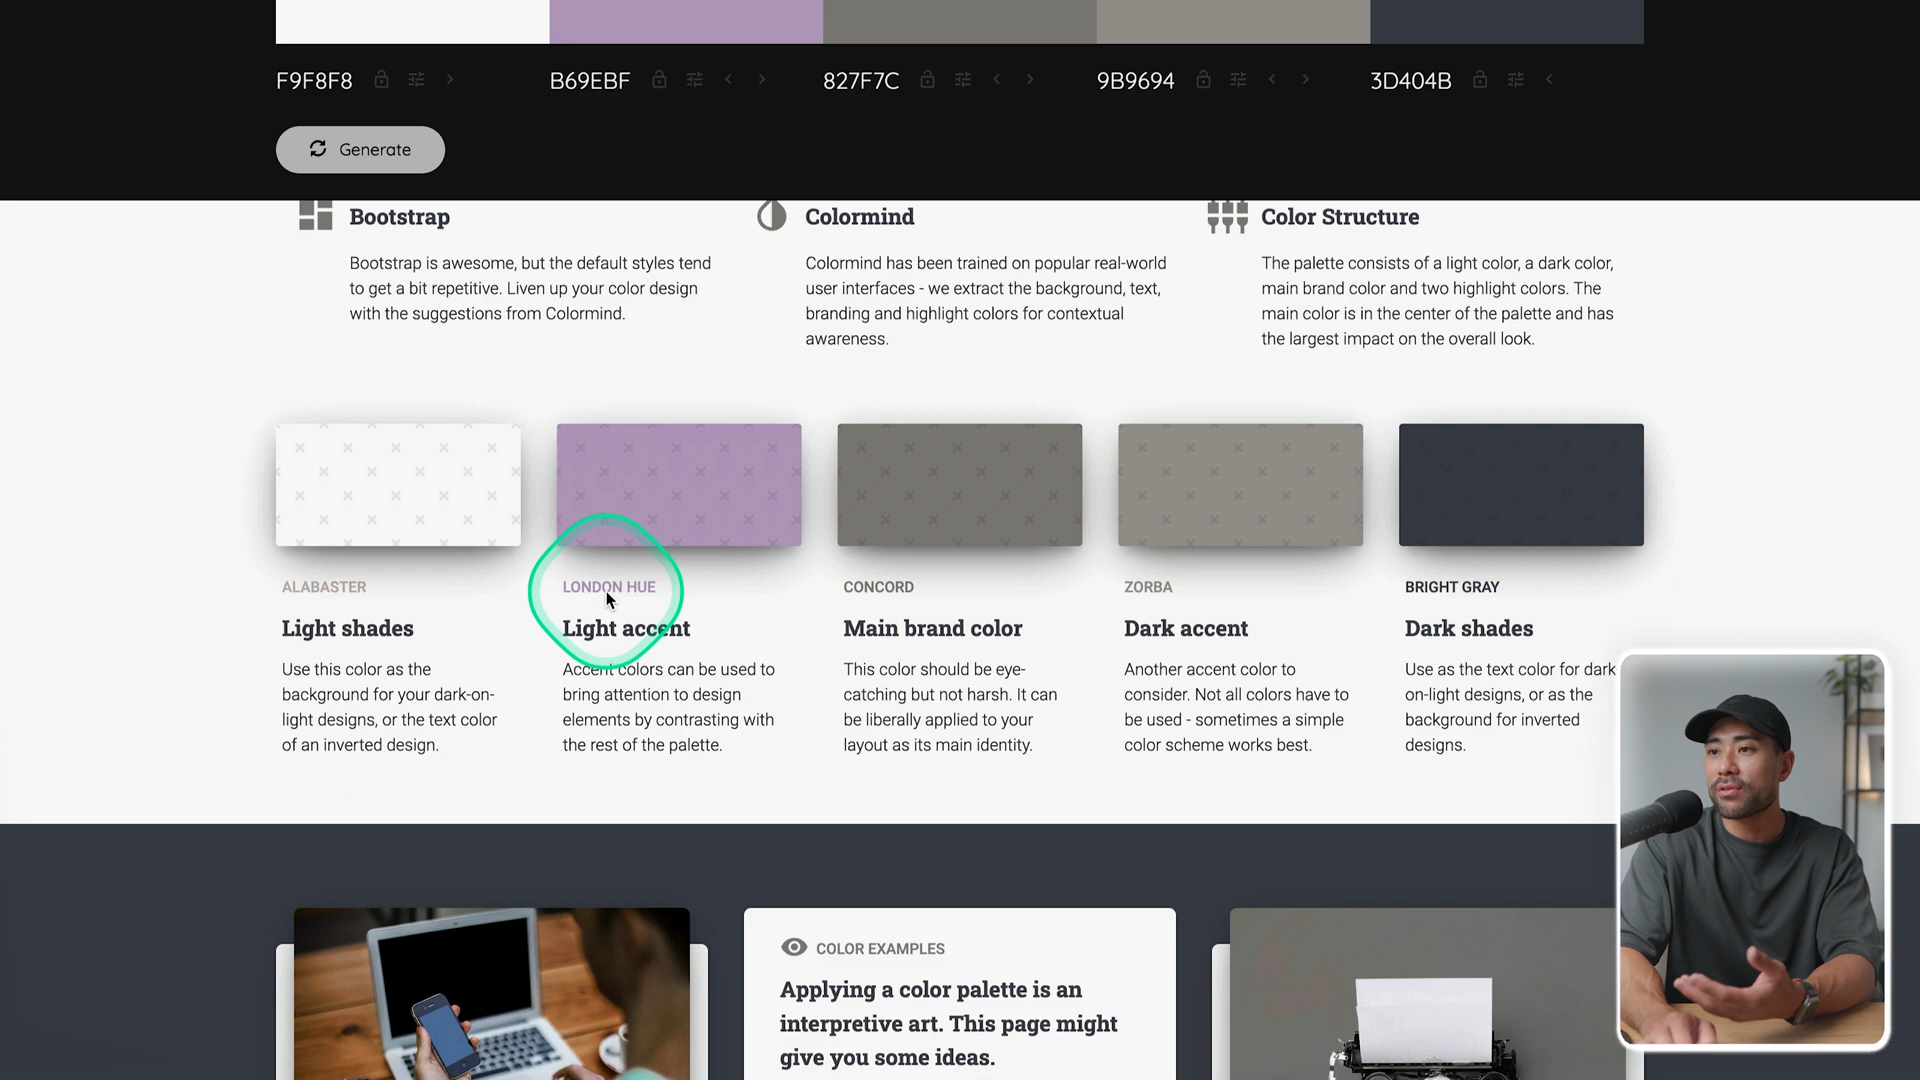 F9F8F8
B69EBF
827F7C
9B9694
3D404B
Generate
Bootstrap
Bootstrap is awesome, but the default styles tend
to get a bit repetitive. Liven up your color design
with the suggestions from Colormind.
Colormind
Colormind has been trained on popular real-world
user interfaces - we extract the background, text,
branding and highlight colors for contextual
awareness.
Color Structure
The palette consists of a light color, a dark color,
main brand color and two highlight colors. The
main color is in the center of the palette and has
the largest impact on the overall look.
ALABASTER
Light shades
Use this color as the
background for your dark-on-
light designs, or the text color
of an inverted design.
LONDON HUE
Light accent
Accent colors can be used to
bring attention to design
elements by contrasting with
the rest of the palette.
CONCORD
Main brand color
This color should be eye-
catching but not harsh. It can
be liberally applied to your
layout as its main identity.
ZORBA
Dark accent
Another accent color to
consider. Not all colors have to
be used - sometimes a simple
color scheme works best.
BRIGHT GRAY
Dark shades
Use as the text color for dark
on-light designs, or as the
background for inverted
designs.
COLOR EXAMPLES
Applying a color palette is an
interpretive art. This page might
give you some ideas.